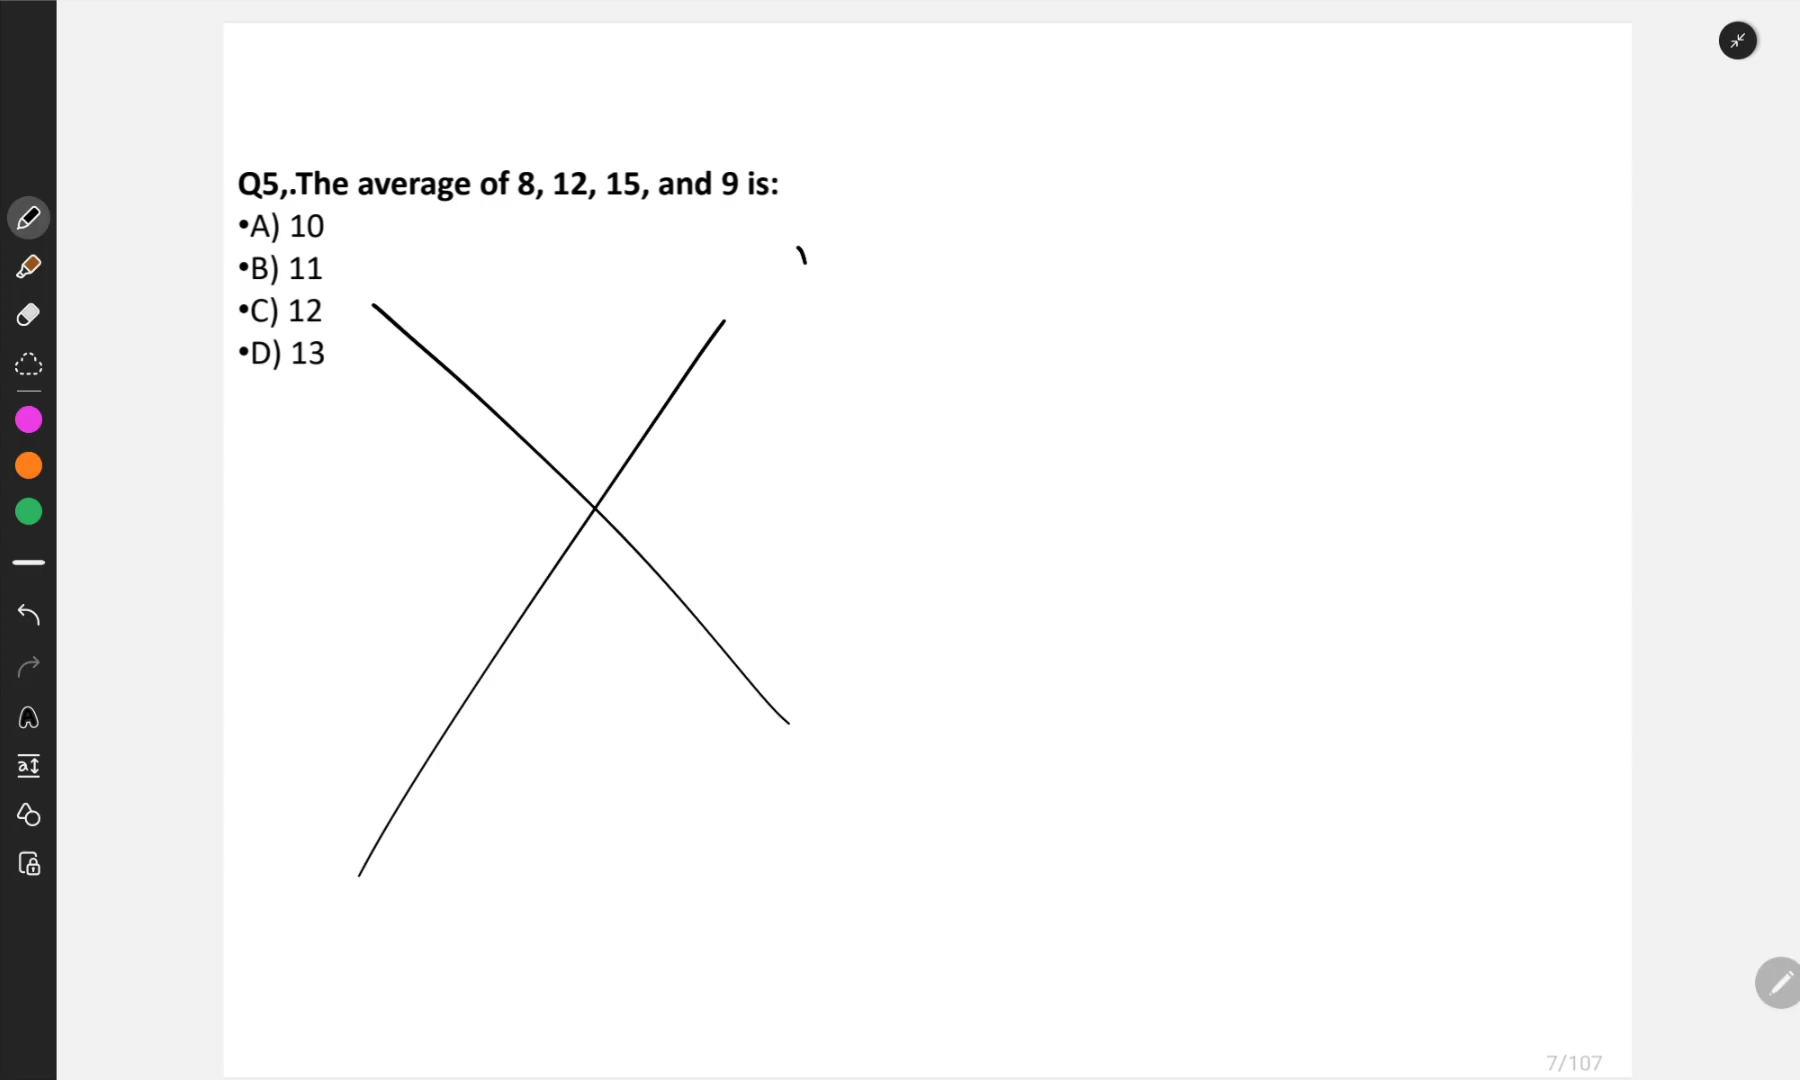 Q5,.The average of 8, 12, 15, and 9 is:
•A) 10
•B) 11
•C) 12
•D) 13
7/107